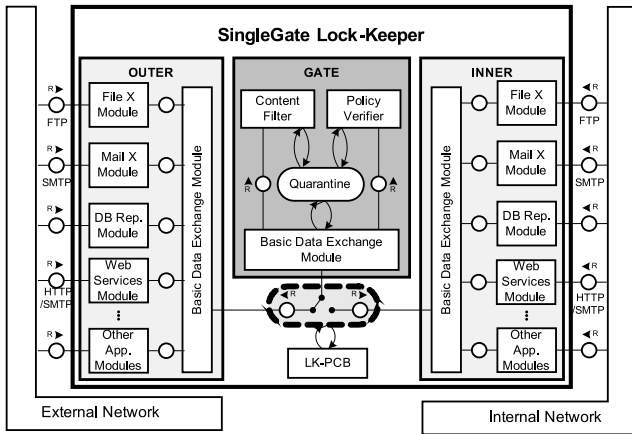 SingleGate Lock-Keeper
OUTER
GATE
INNER
R
FTP
File X
Module
R
SMTP
Mail X
Module
R
DB Rep.
Module
R
HTTP
/SMTP
Web
Services
Module
R
Other
App.
Modules
Basic Data Exchange Module
Content
Filter
Policy
Verifier
R
Quarantine
R
Basic Data Exchange
Module
R
R
LK-PCB
Basic Data Exchange Module
File X
Module
R
FTP
Mail X
Module
R
SMTP
DB Rep.
Module
R
Web
Services
Module
R
HTTP
/SMTP
Other
App.
Modules
R
External Network
Internal Network